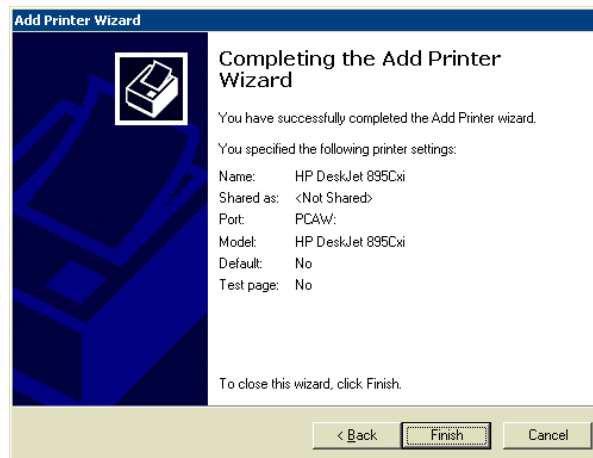 Add Printer Wizard
Completing the Add Printer
Wizard
You have successfully completed the Add Printer wizard.
You specified the following printer settings:
Name: HP DeskJet 895Cxi
Shared as: <Not Shared>
Port: PCAW:
Model: HP DeskJet 895Cxi
Default: No
Test page: No
To close this wizard, click Finish.
< Back Finish Cancel